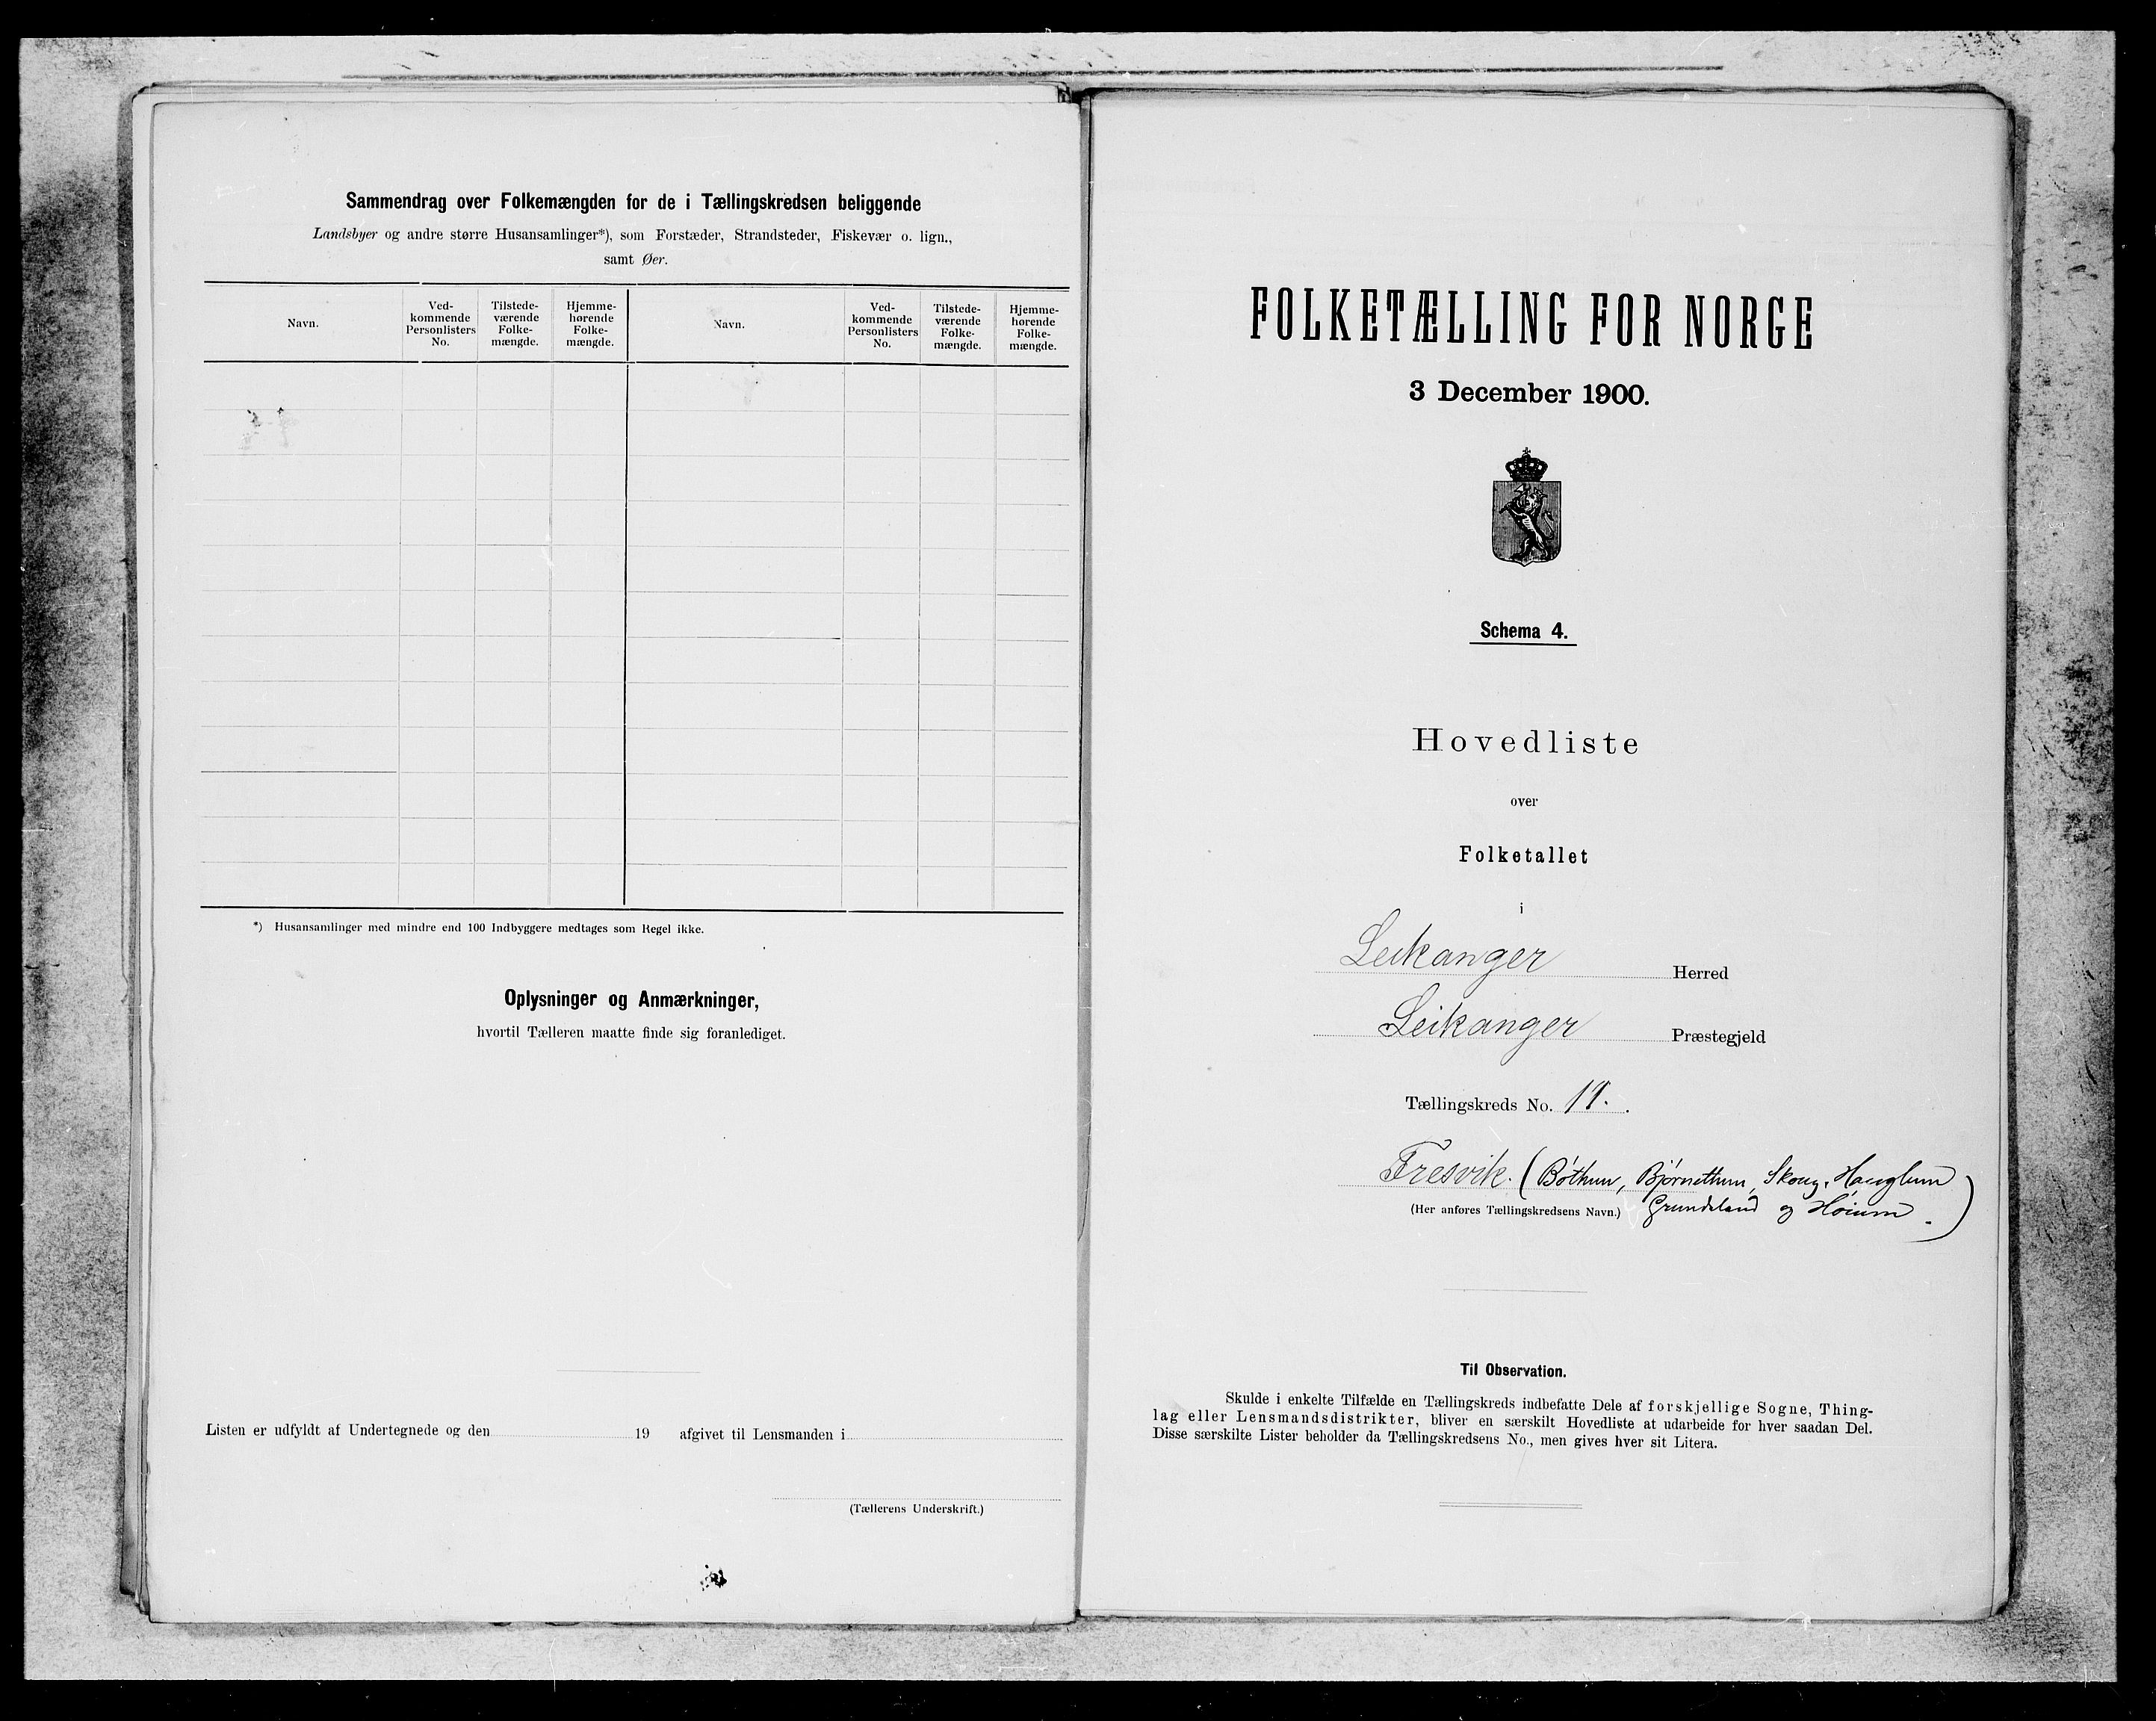 Sammendrag over Folkemængden for de i Tællingskredsen beliggende
Landsbyer og andre større Husansamlinger*), som Forstæder, Strandsteder, Fiskevær o. lign.,
samt Øer.
Navn.
Ved-
kommende
Personlisters
No.
Tilstede-
værende
Folke-
mængde.
Hjemme-
hørende
Folke-
mængde.
Navn.
Ved-
kommende
Personlisters
No.
Tilstede-
værende
Folke-
mængde.
Hjemme-
hørende
Folke-
mængde.
*) Husansamlinger med mindre end 100 Indbyggere medtages som Regel ikke.
Oplysninger og Anmærkninger,
hvortil Tælleren maatte finde sig foranlediget.
Listen er udfyldt af Undertegnede og den 19 afgivet til Lensmanden i
(Tællerens Underskrift.)
FOLKETÆLLING FOR NORGE
3 December 1900.
Schema 4.
Hovedliste
over
Folketallet
i
Leikanger Herred
Leikanger Præstegjeld
Tællingskreds No. 11.
Fresvik. (Bøthun, Bjørnethun, Skoug, Hauglum
(Her anføres Tællingskredsens Navn.) Grundeland og Høium.)
Til Observation.
Skulde i enkelte Tilfælde en Tællingskreds indbefatte Dele af forskjellige Sogne, Thing-
lag eller Lensmandsdistrikter, bliver en særskilt Hovedliste at udarbeide for hver saadan Del.
Disse særskilte Lister beholder da Tællingskredsens No., men gives hver sit Litera.